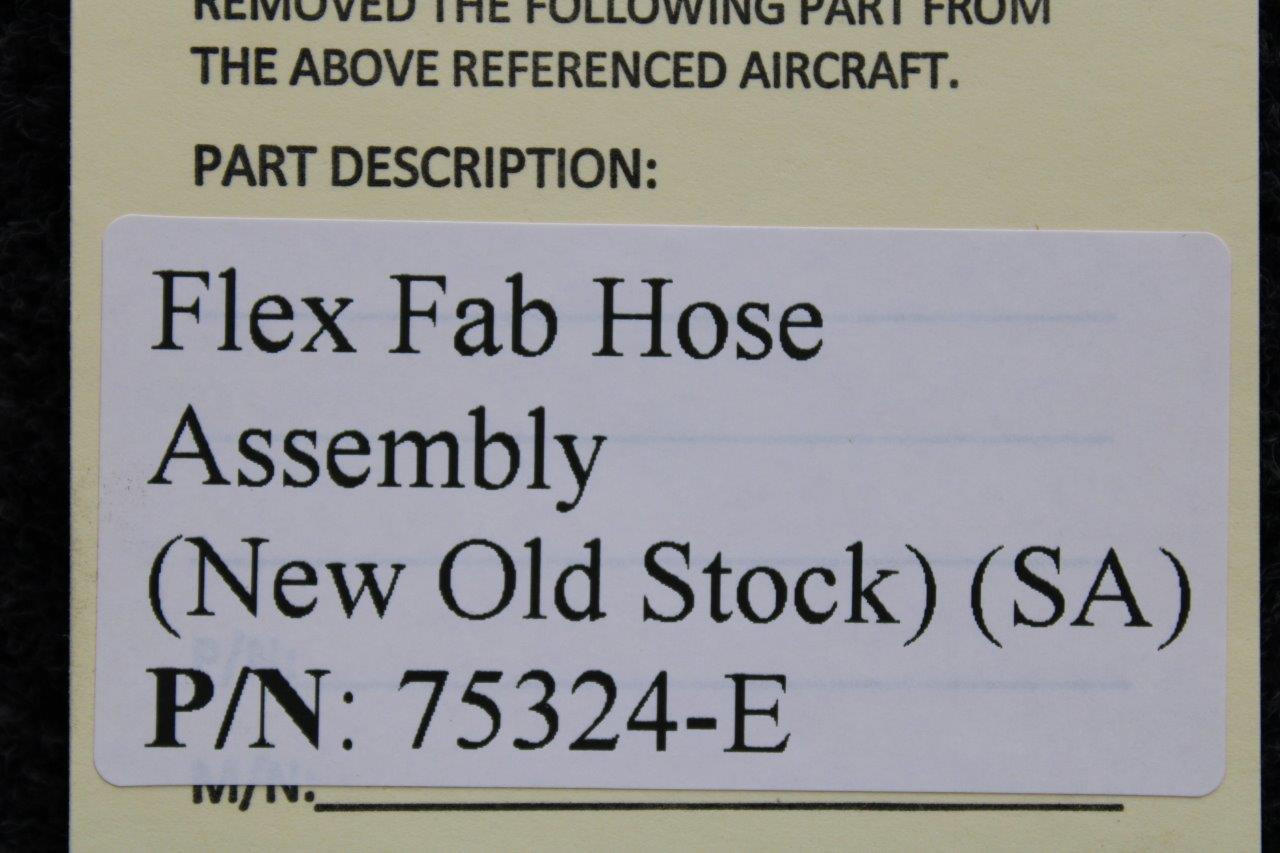 REMOVED THE FOLLOWING PART FROM
THE ABOVE REFERENCED AIRCRAFT.
PART DESCRIPTION:
Flex Fab Hose
Assembly
(New Old Stock) (SA)
P/N:
P/N: 75324-E
M/N: